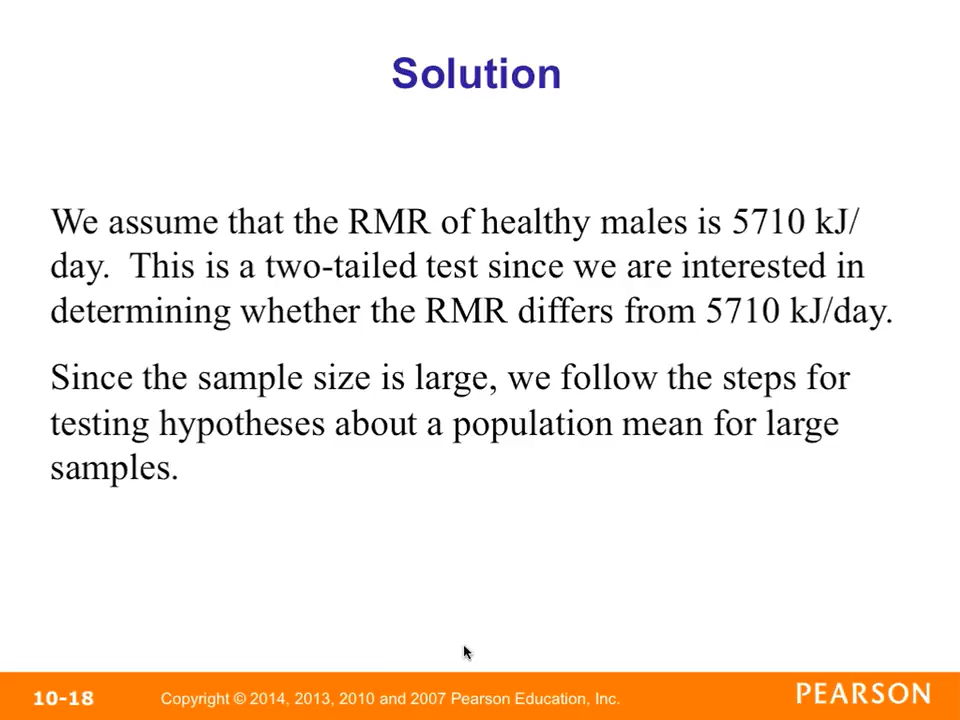 Solution
We assume that the RMR of healthy males is 5710 kJ/
day.  This is a two-tailed test since we are interested in
determining whether the RMR differs from 5710 kJ/day.
Since the sample size is large, we follow the steps for
testing hypotheses about a population mean for large
samples.
10-18 Copyright © 2014, 2013, 2010 and 2007 Pearson Education, Inc. PEARSON